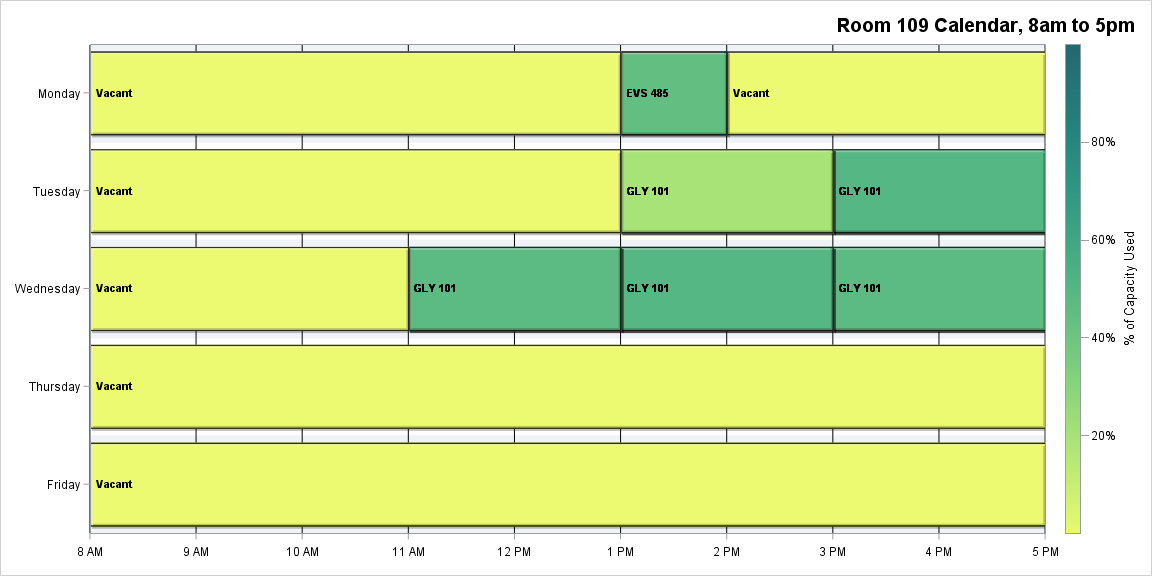 Room 109 Calendar, 8am to 5pm
Monday
Vacant
EVS 485
Vacant
Tuesday
Vacant
GLY 101
GLY 101
Wednesday
Vacant
GLY 101
GLY 101
GLY 101
Thursday
Vacant
Friday
Vacant
8 AM
9 AM
10 AM
11 AM
12 PM
1 PM
2 PM
3 PM
4 PM
5 PM
80%
60%
40%
20%
% of Capacity Used